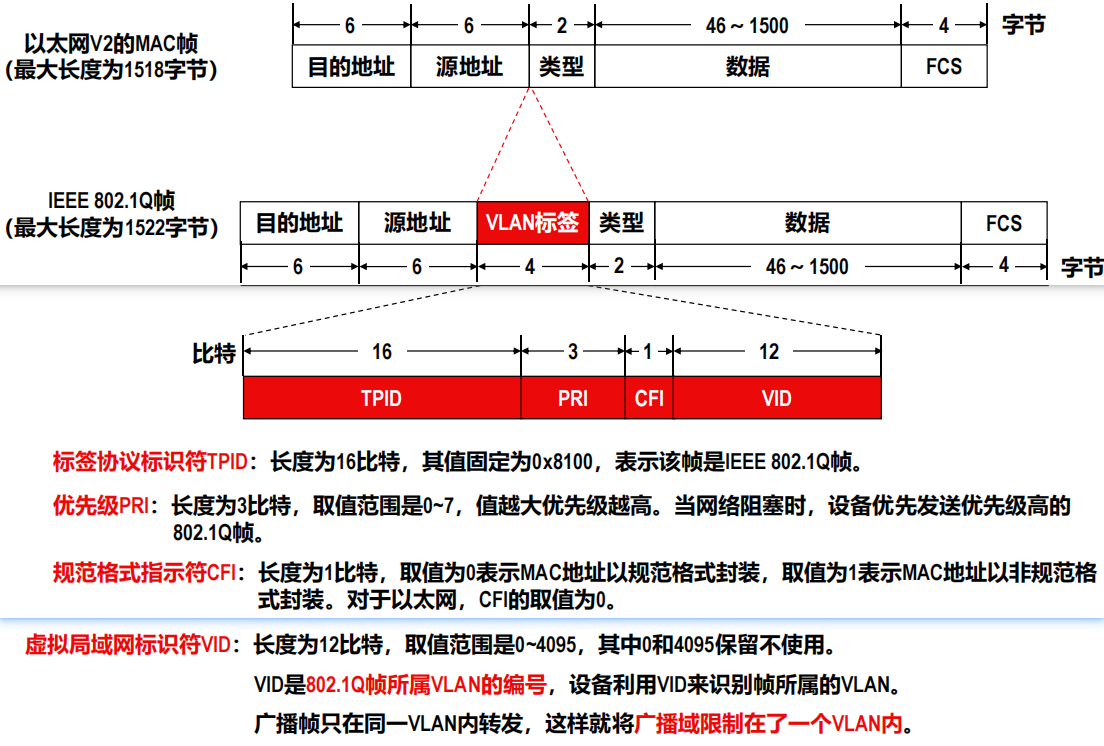 6 6 2 46～1500 4 字节
以太网V2的MAC帧
（最大长度为1518字节）
目的地址 源地址 类型 数据 FCS
IEEE 802.1Q帧
（最大长度为1522字节）
目的地址 源地址 VLAN标签 类型 数据 FCS
6 6 4 2 46～1500 4 字节
比特 16 3 1 12
TPID PRI CFI VID
标签协议标识符TPID：长度为16比特，其值固定为0x8100，表示该帧是IEEE 802.1Q帧。
优先级PRI：长度为3比特，取值范围是0~7，值越大优先级越高。当网络阻塞时，设备优先发送优先级高的
802.1Q帧。
规范格式指示符CFI：长度为1比特，取值为0表示MAC地址以规范格式封装，取值为1表示MAC地址以非规范格
式封装。对于以太网，CFI的取值为0。
虚拟局域网标识符VID：长度为12比特，取值范围是0~4095，其中0和4095保留不使用。
VID是802.1Q帧所属VLAN的编号，设备利用VID来识别帧所属的VLAN。
广播帧只在同一VLAN内转发，这样就将广播域限制在了一个VLAN内。